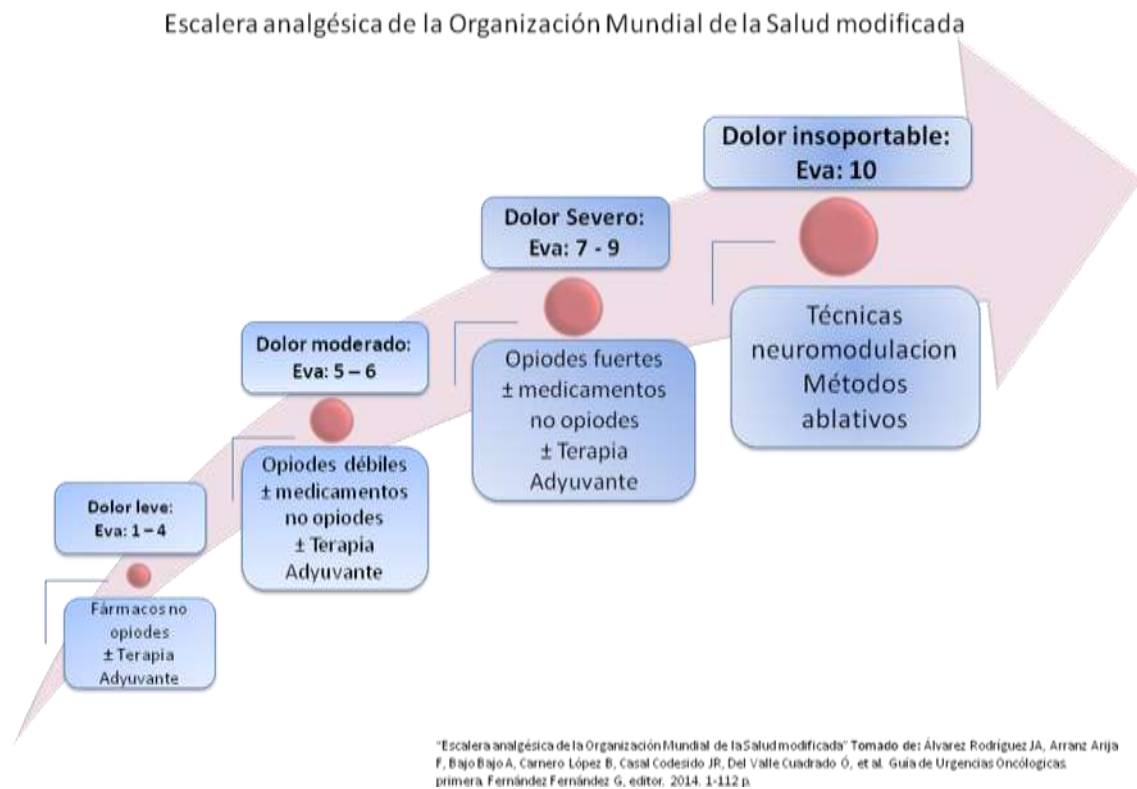 Escalera analgésica de la Organización Mundial de la Salud modificada
Dolor leve:
Eva: 1 – 4
Fármacos no
opiodes
± Terapia
Adyuvante
Dolor moderado:
Eva: 5 – 6
Opiodes débiles
± medicamentos
no opiodes
± Terapia
Adyuvante
Dolor Severo:
Eva: 7 - 9
Opiodes fuertes
± medicamentos
no opiodes
± Terapia
Adyuvante
Dolor insoportable:
Eva: 10
Técnicas
neuromodulacion
Métodos
ablativos
"Escalera analgésica de la Organización Mundial de la Salud modificada" Tomado de: Álvarez Rodríguez JA, Arranz Arija
F, Bajo Bajo A, Carnero López B, Casal Codesido JR, Del Valle Cuadrado Ó, et al. Guía de Urgencias Oncólogicas.
primera. Fernández Fernández G, editor. 2014. 1-112 p.